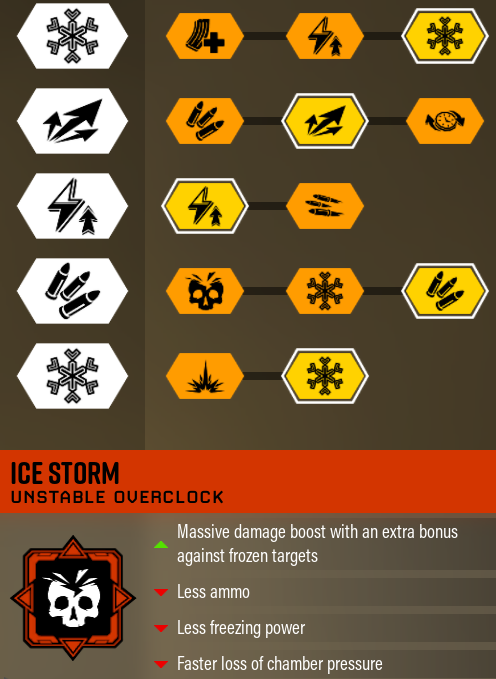 ICE STORM
UNSTABLE OVERCLOCK
Massive damage boost with an extra bonus
against frozen targets
Less ammo
Less freezing power
Faster loss of chamber pressure